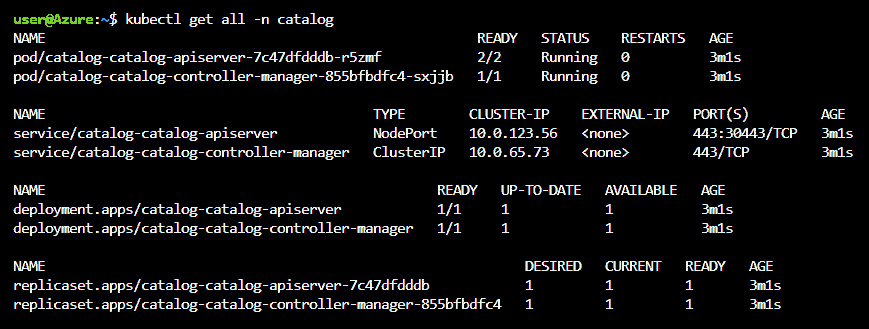 user@Azure:~$ kubectl get all -n catalog
NAME READY STATUS RESTARTS AGE
pod/catalog-catalog-apiserver-7c47dfdddb-r5zmf 2/2 Running 0 3m1s
pod/catalog-catalog-controller-manager-855bfbdfc4-sxjjb 1/1 Running 0 3m1s
NAME TYPE CLUSTER-IP EXTERNAL-IP PORT(S) AGE
service/catalog-catalog-apiserver NodePort 10.0.123.56 <none> 443:30443/TCP 3m1s
service/catalog-catalog-controller-manager ClusterIP 10.0.65.73 <none> 443/TCP 3m1s
NAME READY UP-TO-DATE AVAILABLE AGE
deployment.apps/catalog-catalog-apiserver 1/1 1 1 3m1s
deployment.apps/catalog-catalog-controller-manager 1/1 1 1 3m1s
NAME DESIRED CURRENT READY AGE
replicaset.apps/catalog-catalog-apiserver-7c47dfdddb 1 1 1 3m1s
replicaset.apps/catalog-catalog-controller-manager-855bfbdfc4 1 1 1 3m1s